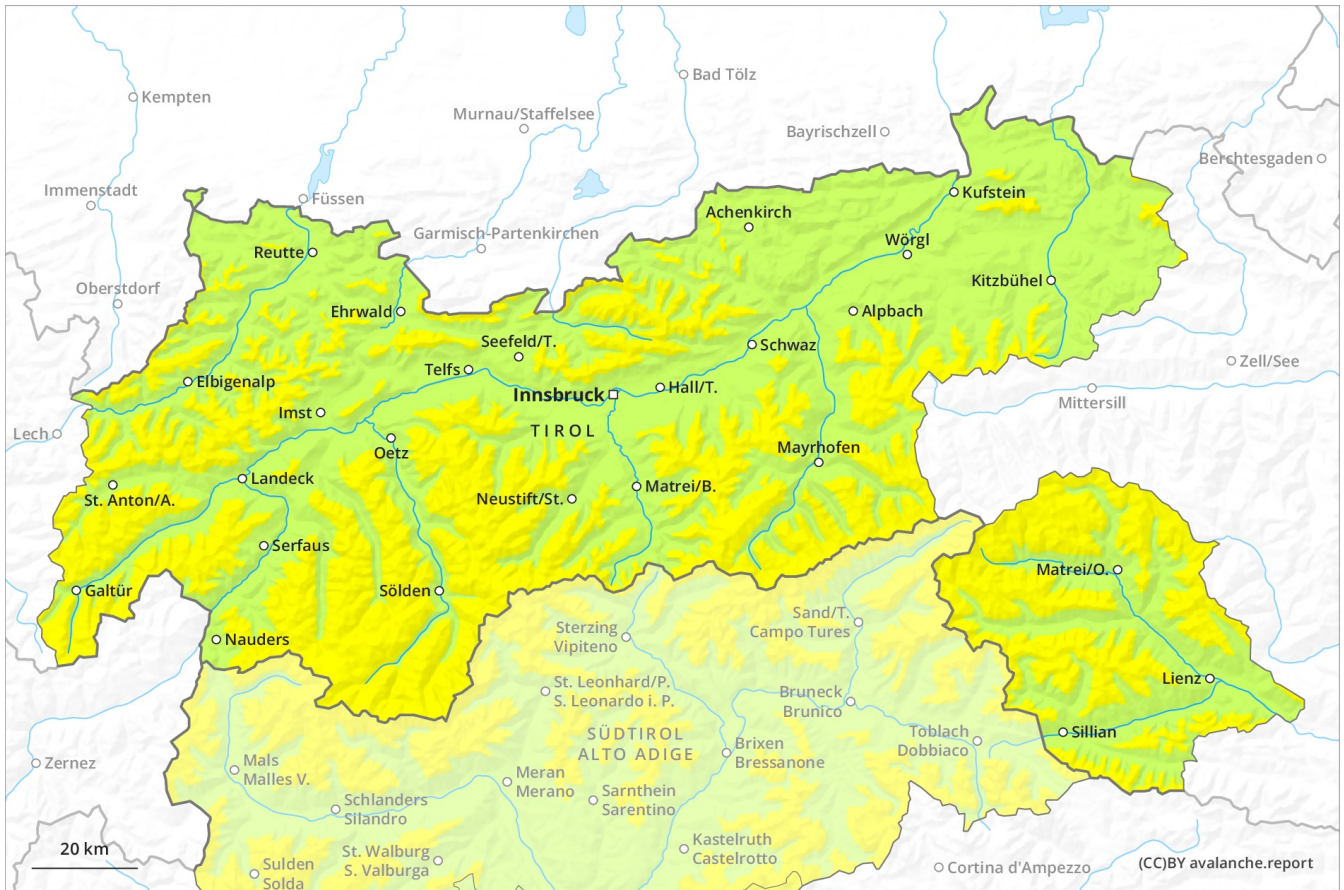 Bad Tölz
Kempten
Murnau/Staffelsee
Bayrischzell
Berchtesgaden
Immenstadt
Füssen
Kufstein
Achenkirch
Garmisch-Partenkirchen
Wörgl
Reutte
Kitzbühel
Oberstdorf
Ehrwald
Alpbach
Seefeld/T.
Schwaz
Zell/See
Telfs
Elbigenalp
Innsbruck
Hall/T.
Mittersill
Imst
Lech
TIROL
Oetz
Mayrhofen
Landeck
Matrei/B.
St. Anton/A.
Neustift/St.
Serfaus
Matrei/O.
Galtür
Sölden
Sand/T.
Campo Tures
Sterzing
Vipiteno
Nauders
Lienz
St. Leonhard/P.
S. Leonardo i. P.
Bruneck
Brunico
SÜDTIROL
ALTO ADIGE
Toblach
Dobbiaco
Sillian
Brixen
Bressanone
Zernez
Mals
Malles V.
Meran
Merano
Sarnthein
Sarentino
Schlanders
Silandro
20 km
St. Walburg
S. Valburga
Kastelruth
Castelrotto
Sulden
Solda
Cortina d'Ampezzo
(CC)BY avalanche.report